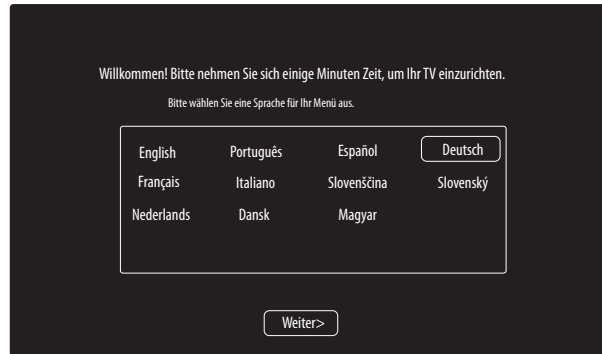 Willkommen! Bitte nehmen Sie sich einige Minuten Zeit, um Ihr TV einzurichten.
Bitte wählen Sie eine Sprache für Ihr Menü aus.
English Português Español Deutsch
Français Italiano Slovenščina Slovenský
Nederlands Dansk Magyar
Weiter>